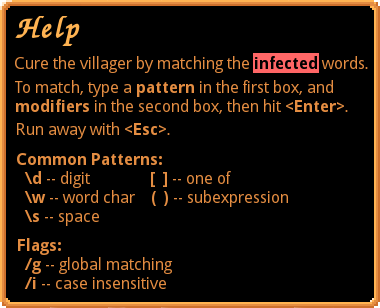 Help
Cure the villager by matching the infected words.
To match, type a pattern in the first box, and
modifiers in the second box, then hit <Enter>.
Run away with <Esc>.
Common Patterns:
\d -- digit [ ] -- one of
\w -- word char ( ) -- subexpression
\s -- space
Flags:
/g -- global matching
/i -- case insensitive